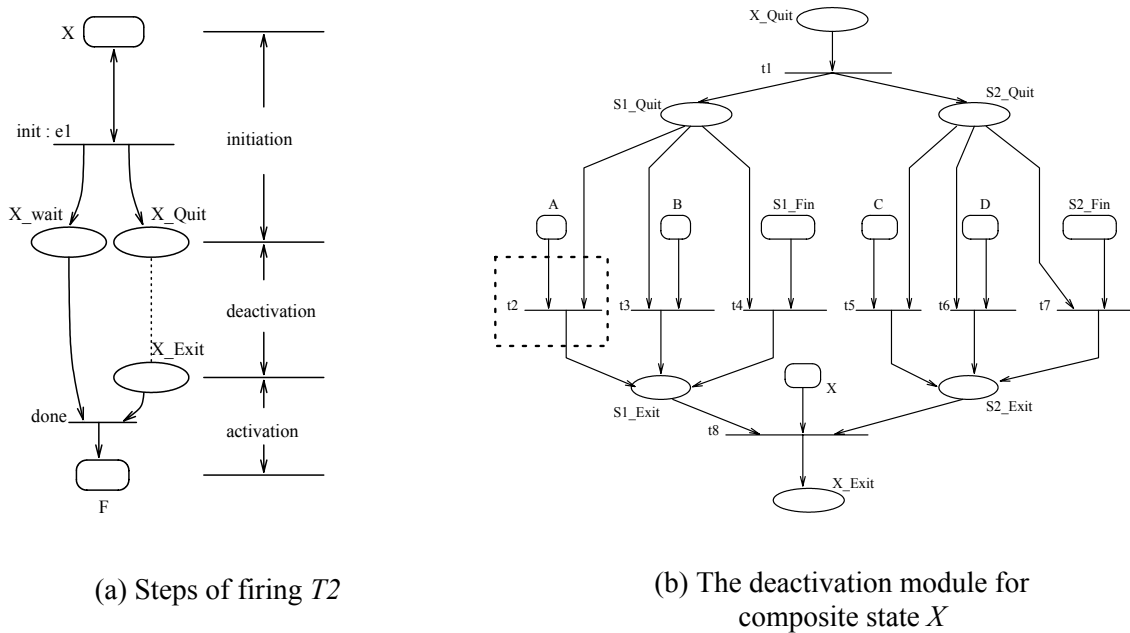 X
init : e1
initiation
X_wait
X_Quit
deactivation
X_Exit
done
activation
F
(a) Steps of firing T2
X_Quit
t1
S1_Quit
S2_Quit
A
B
S1_Fin
C
D
S2_Fin
t2
t3
t4
t5
t6
t7
X
S1_Exit
S2_Exit
t8
X_Exit
(b) The deactivation module for
composite state X